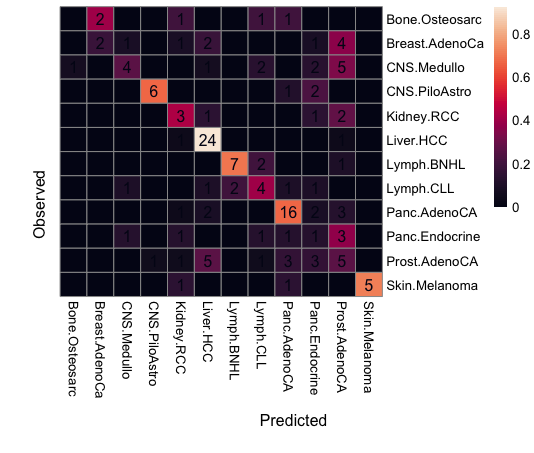 2 1 1 1 Bone.Osteosarc
2 1 1 2 1 4 Breast.AdenoCa
1 4 1 2 2 5 CNS.Medullo
6 1 2 CNS.PiloAstro
3 1 1 2 Kidney.RCC
1 24 1 Liver.HCC
7 2 1 Lymph.BNHL
1 1 2 4 1 1 Lymph.CLL
1 2 16 2 3 Panc.AdenoCA
1 1 1 1 1 3 Panc.Endocrine
1 1 5 1 3 3 5 Prost.AdenoCA
1 1 5 Skin.Melanoma
0.8
0.6
0.4
0.2
0
Observed
Bone.Osteosarc
Breast.AdenoCa
CNS.Medullo
CNS.PiloAstro
Kidney.RCC
Liver.HCC
Lymph.BNHL
Lymph.CLL
Panc.AdenoCA
Panc.Endocrine
Prost.AdenoCA
Skin.Melanoma
Predicted